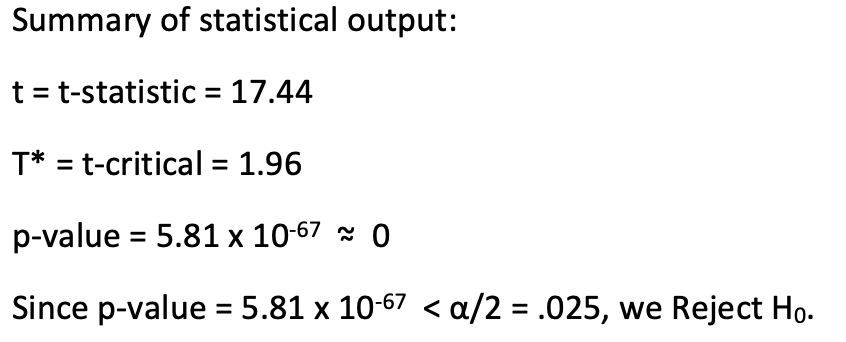 Summary of statistical output:
t = t-statistic = 17.44
T* = t-critical = 1.96
p-value = 5.81 x 10⁻⁶⁷ ≈ 0
Since p-value = 5.81 x 10⁻⁶⁷ < α/2 = .025, we Reject H₀.